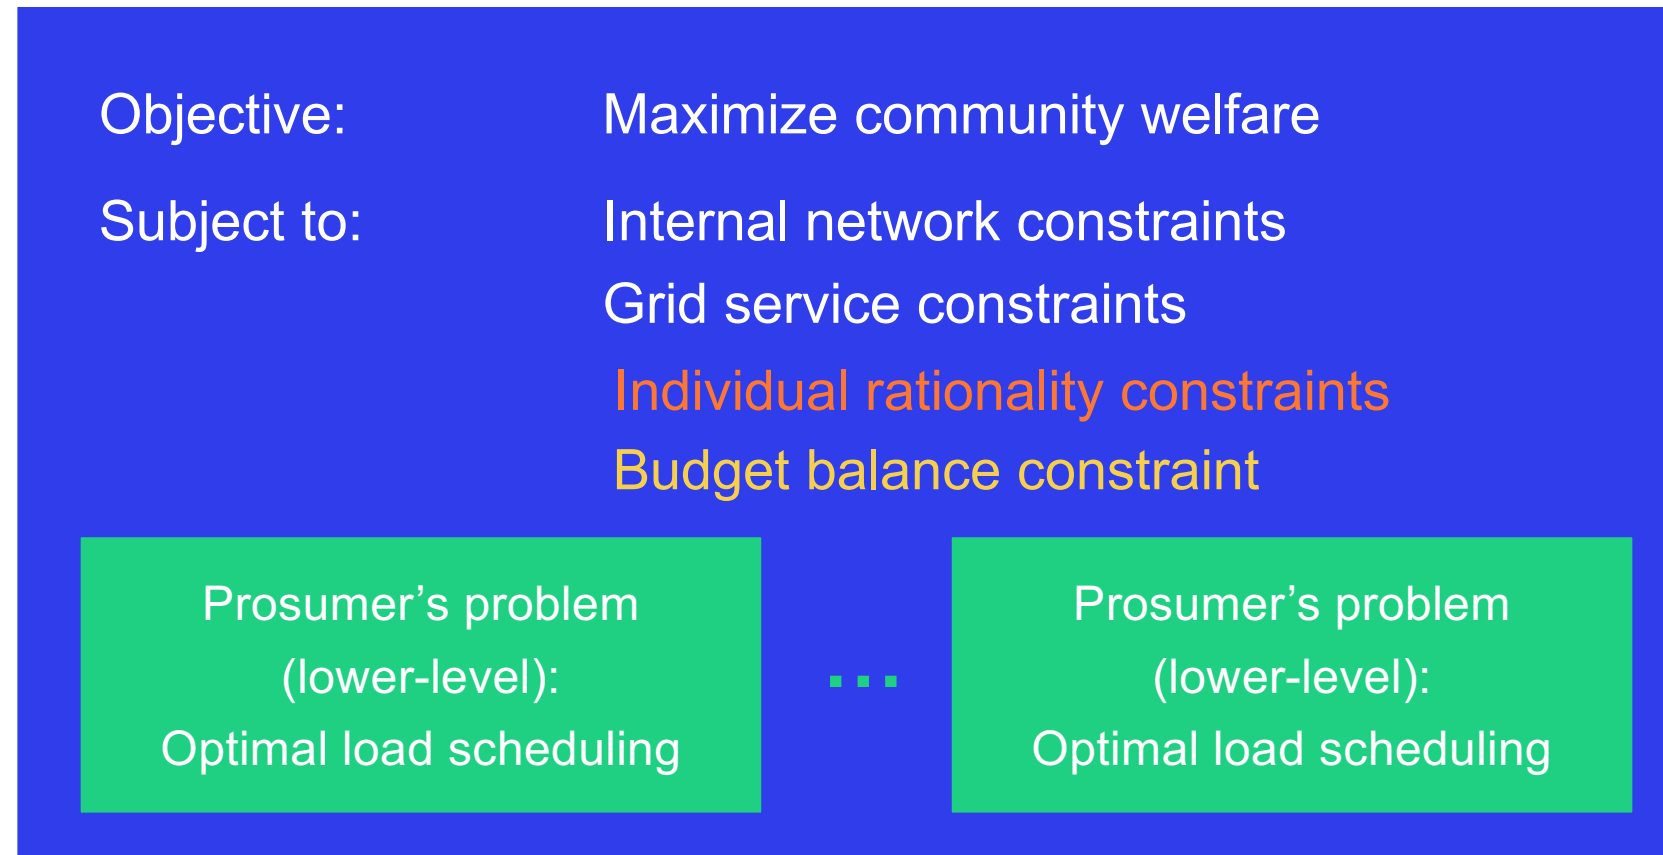 Objective: Maximize community welfare
Subject to: Internal network constraints
Grid service constraints
Individual rationality constraints
Budget balance constraint
Prosumer’s problem
(lower-level):
Optimal load scheduling
...
Prosumer’s problem
(lower-level):
Optimal load scheduling